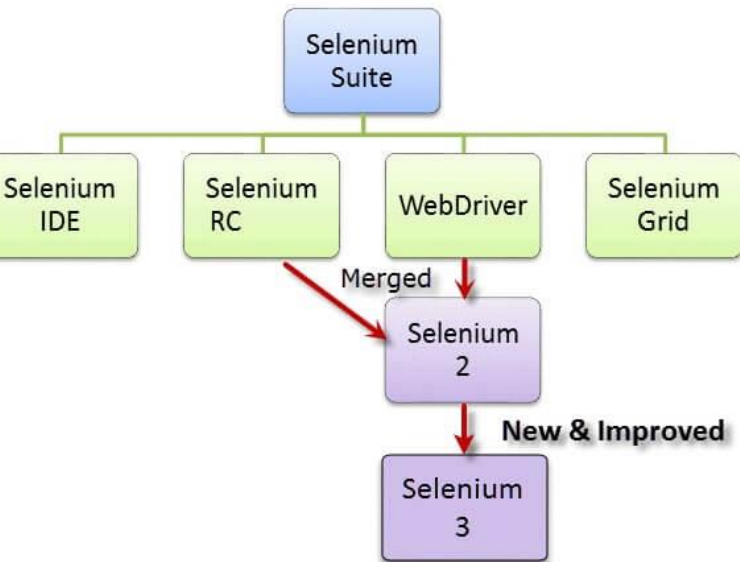 Selenium
Suite
Selenium
IDE
Selenium
RC
WebDriver
Selenium
Grid
Merged
Selenium
2
New & Improved
Selenium
3